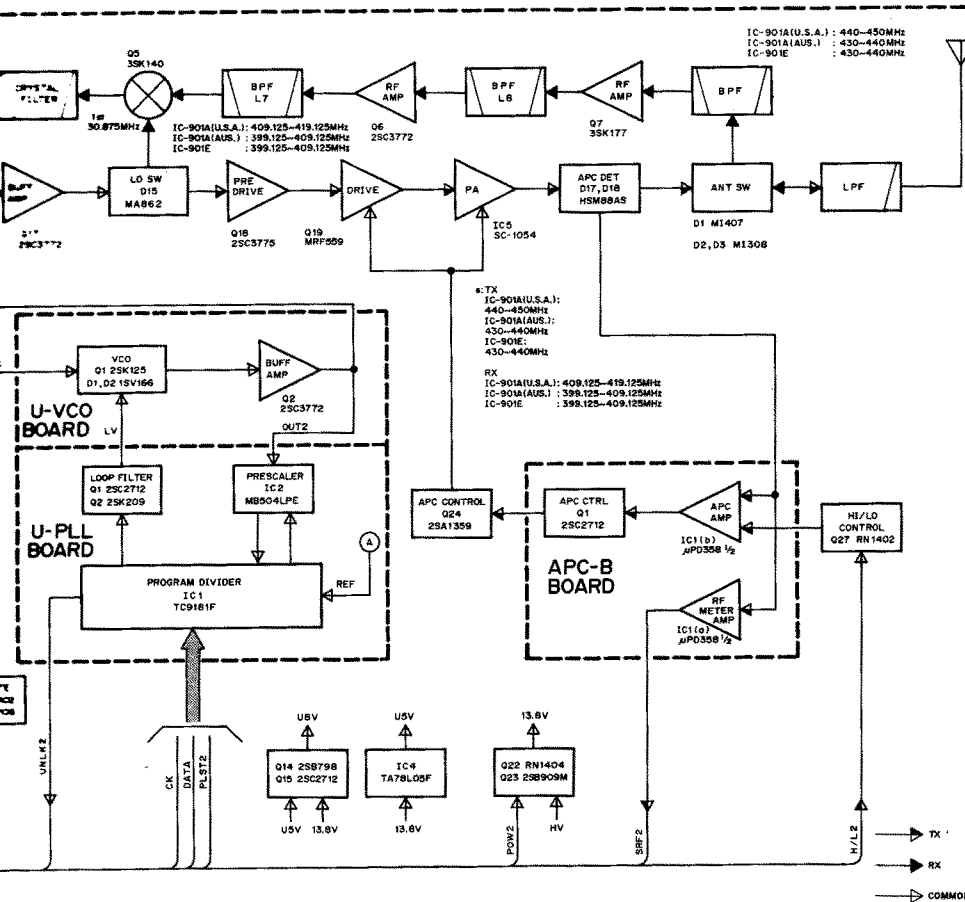 IC-901A(U.S.A.) : 440~450MHz
IC-901A(AUS.) : 430~440MHz
IC-901E : 430~440MHz
Q5
3SK140
CRYSTAL
FILTER
1st
30.875MHz
BPF
L7
RF
AMP
Q6
2SC3772
BPF
L8
RF
AMP
Q7
3SK177
BPF
IC-901A(U.S.A.) : 409.125~419.125MHz
IC-901A(AUS.) : 399.125~409.125MHz
IC-901E : 399.125~409.125MHz
BUFF
AMP
2SC3772
LO SW
D15
MA862
PRE
DRIVE
Q18
2SC3775
DRIVE
Q19
MRF559
PA
IC5
SC-1054
APC DET
D17, D18
HSM88AS
ANT SW
D1 MI407
D2, D3 MI308
LPF
TX
IC-901A(U.S.A.):
440~450MHz
IC-901A(AUS.):
430~440MHz
IC-901E:
430~440MHz
RX
IC-901A(U.S.A.) : 409.125~419.125MHz
IC-901A(AUS.) : 399.125~409.125MHz
IC-901E : 399.125~409.125MHz
VCO
Q1 2SK125
D1, D2 1SV166
BUFF
AMP
Q2
2SC3772
U-VCO
BOARD
LV
OUT2
LOOP FILTER
Q1 2SC2712
Q2 2SK209
PRESCALER
IC2
MB504LPE
U-PLL
BOARD
A
REF
PROGRAM DIVIDER
IC1
TC9181F
APC CONTROL
Q24
2SA1359
APC CTRL
Q1
2SC2712
APC
AMP
IC1(b)
μPD358 1/2
HI/LO
CONTROL
Q27 RN1402
APC-B
BOARD
RF
METER
AMP
IC1(a)
μPD358 1/2
UNLK2
CK
DATA
PLST2
U8V
Q14 2SB798
Q15 2SC2712
U5V 13.8V
U5V
IC4
TA78L05F
13.8V
13.8V
Q22 RN1404
Q23 2SB909M
POW2
HV
SRF2
H/L2
TX
RX
COMMON